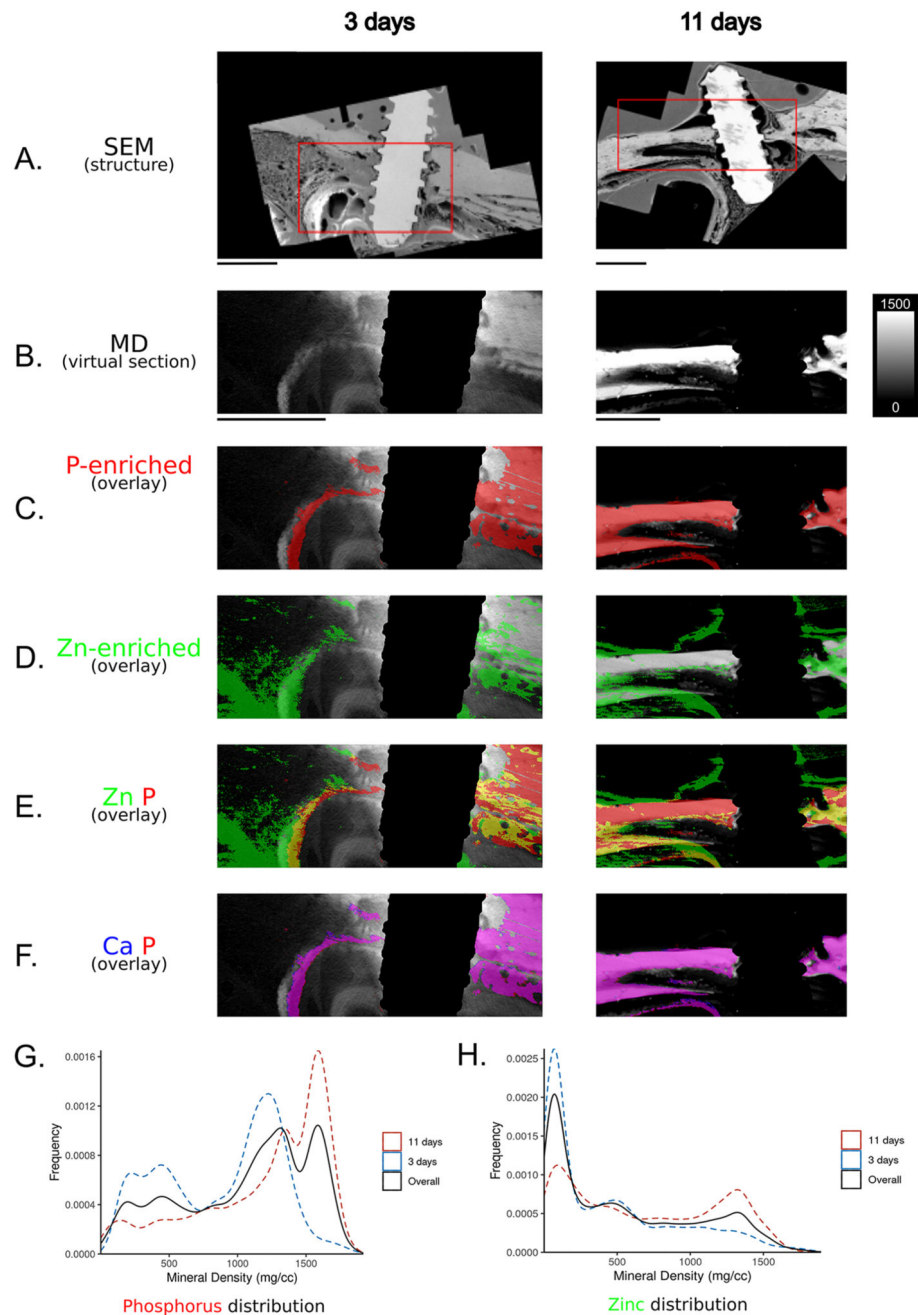 3 days
11 days
A.
SEM
(structure)
B.
MD
(virtual section)
1500
0
C.
P-enriched
(overlay)
D.
Zn-enriched
(overlay)
E.
Zn P
(overlay)
F.
Ca P
(overlay)
G.
0.0016
0.0012
0.0008
0.0004
0.0000
Frequency
500
1000
1500
Mineral Density (mg/cc)
11 days
3 days
Overall
Phosphorus distribution
H.
0.0025
0.0020
0.0015
0.0010
0.0005
0.0000
Frequency
500
1000
1500
Mineral Density (mg/cc)
11 days
3 days
Overall
Zinc distribution